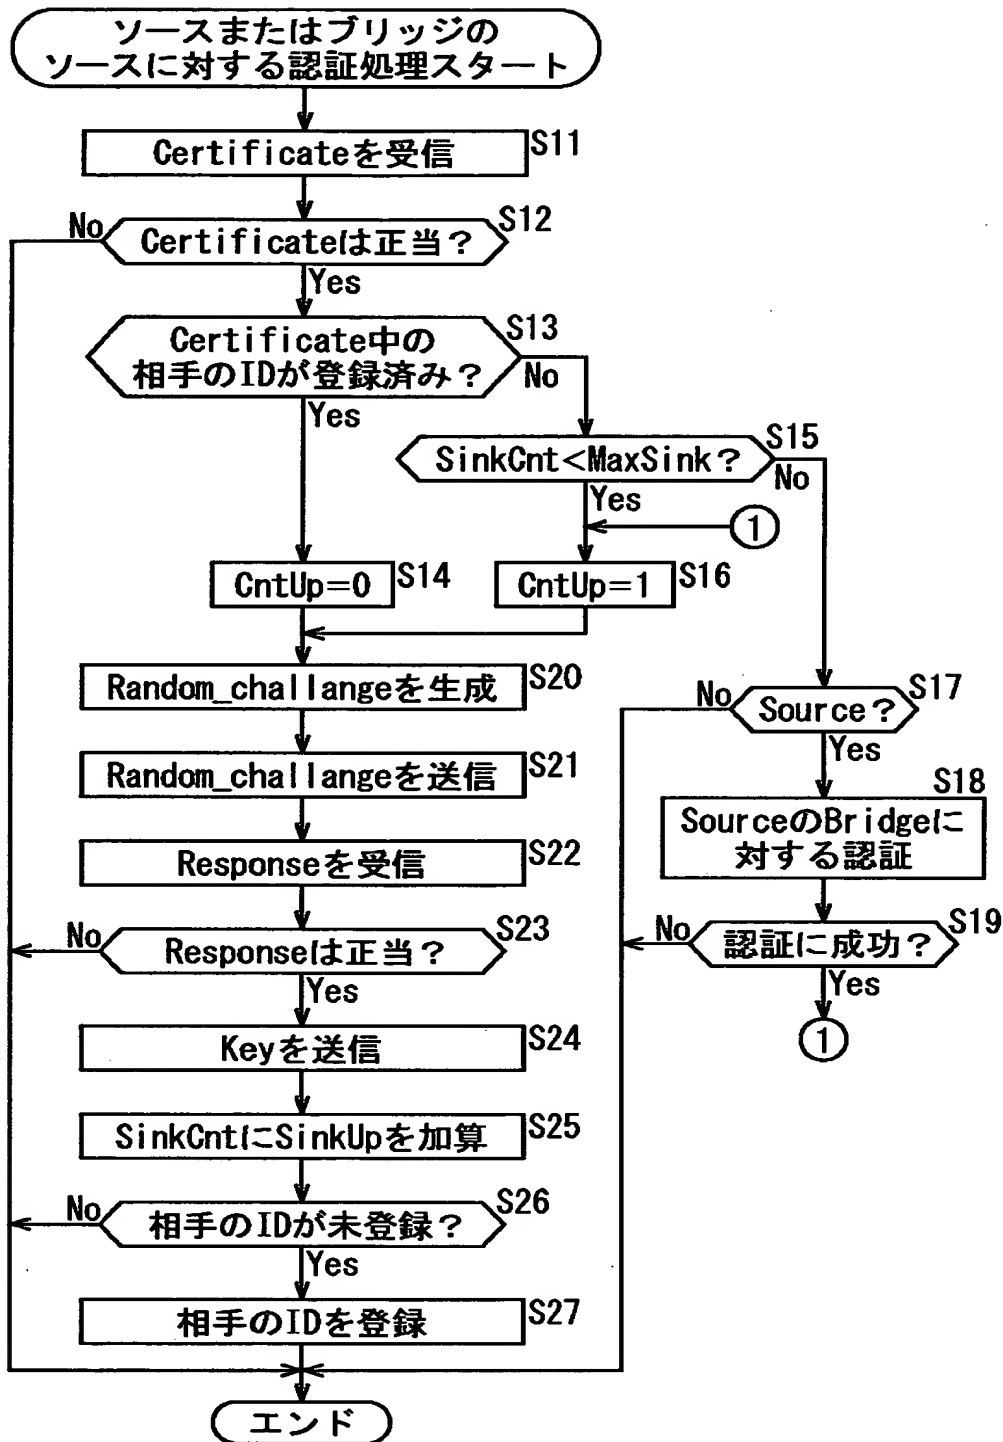 ソースまたはブリッジの
ソースに対する認証処理スタート
Certificateを受信
S11
Certificateは正当？
S12
No
Yes
Certificate中の
相手のIDが登録済み？
S13
No
Yes
SinkCnt<MaxSink？
S15
No
Yes
1
CntUp=0
S14
CntUp=1
S16
Random_challangeを生成
S20
Source？
S17
No
Yes
Random_challangeを送信
S21
SourceのBridgeに
対する認証
S18
Responseを受信
S22
Responseは正当？
S23
No
Yes
認証に成功？
S19
No
Yes
1
Keyを送信
S24
SinkCntにSinkUpを加算
S25
相手のIDが未登録？
S26
No
Yes
相手のIDを登録
S27
エンド